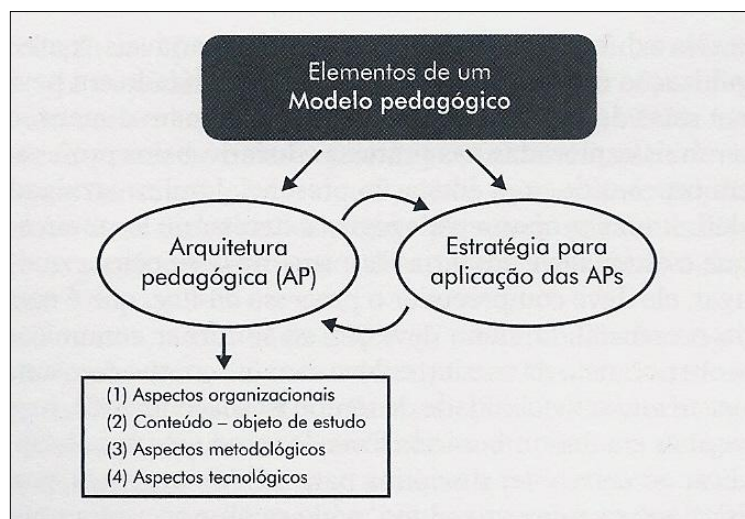 Elementos de um
Modelo pedagógico
Arquitetura
pedagógica (AP)
Estratégia para
aplicação das APs
(1) Aspectos organizacionais
(2) Conteúdo – objeto de estudo
(3) Aspectos metodológicos
(4) Aspectos tecnológicos